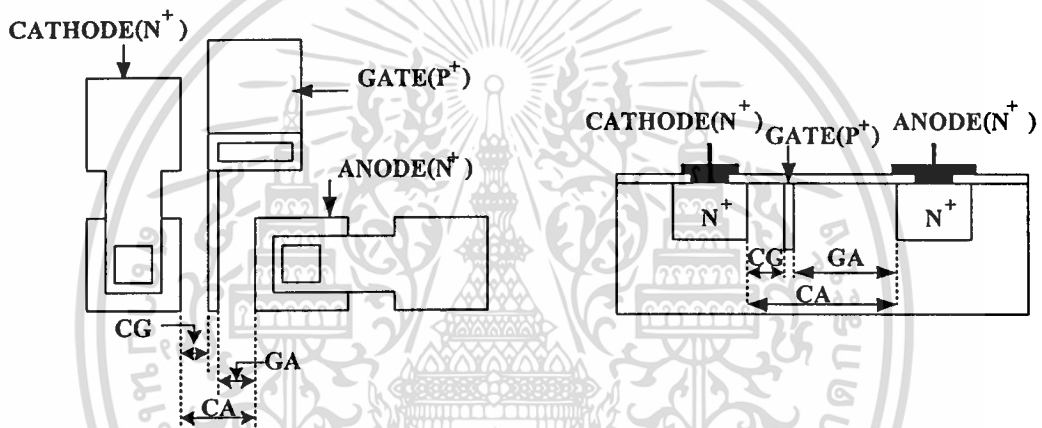 CATHODE(N⁺)
GATE(P⁺)
ANODE(N⁺)
CG
GA
CA
CATHODE(N⁺)
GATE(P⁺)
ANODE(N⁺)
N⁺
N⁺
CG
GA
CA